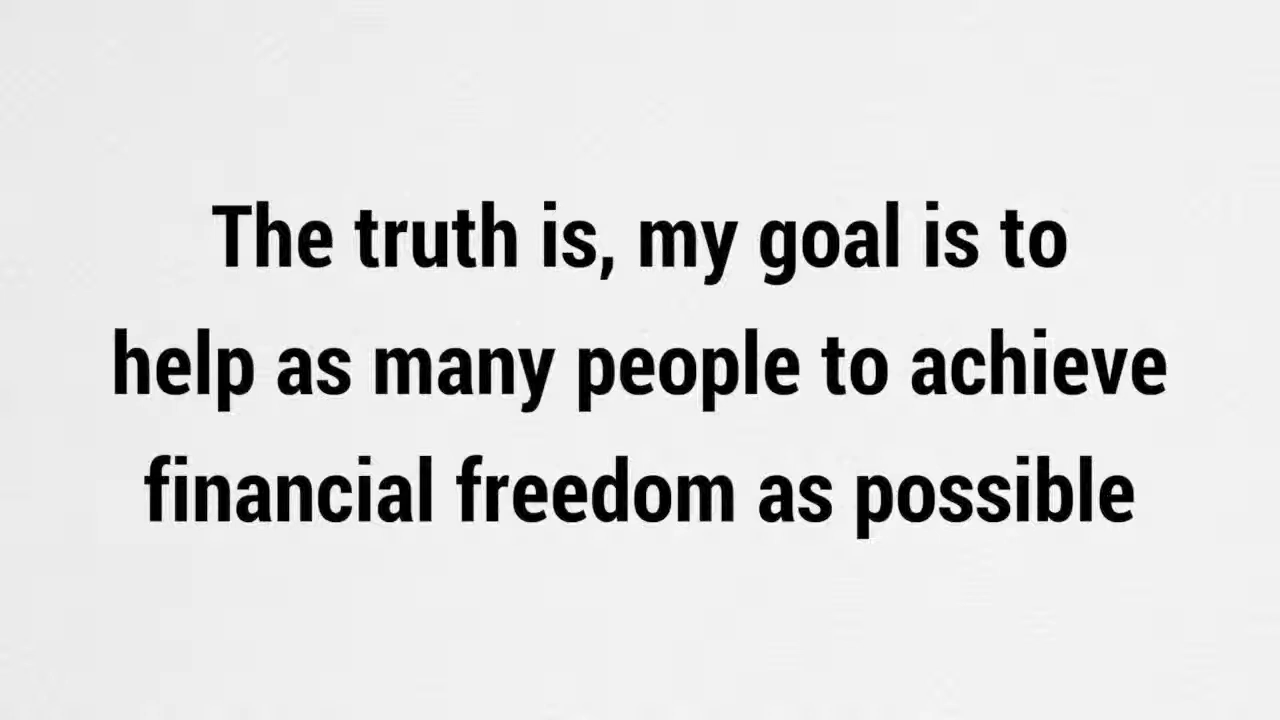 The truth is, my goal is to
help as many people to achieve
financial freedom as possible